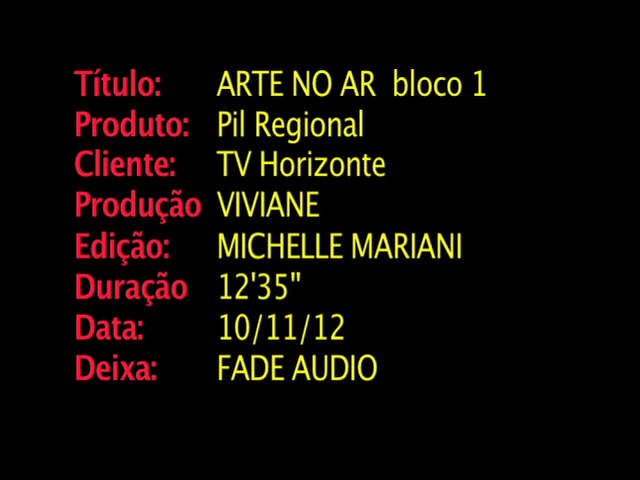 Título: ARTE NO AR bloco 1
Produto: Pil Regional
Cliente: TV Horizonte
Produção VIVIANE
Edição: MICHELLE MARIANI
Duração 12'35"
Data: 10/11/12
Deixa: FADE AUDIO